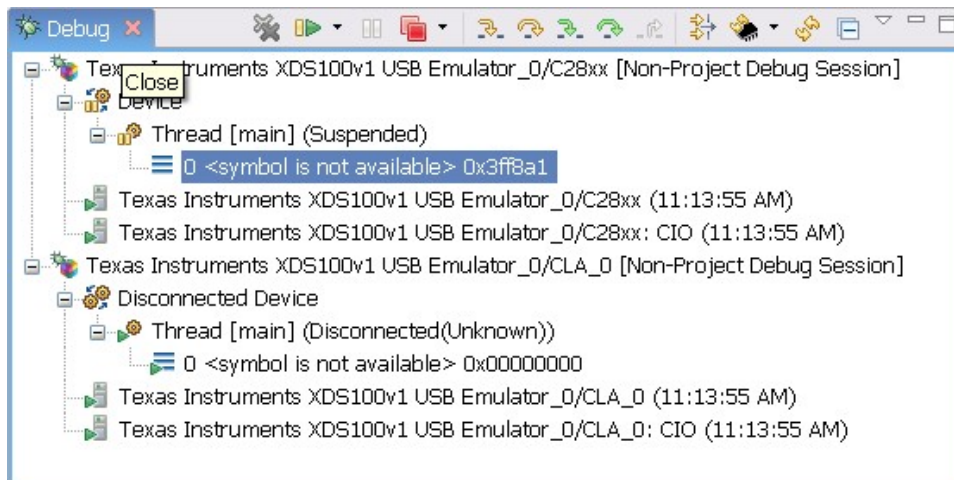 Debug
Tex truments XDS100v1 USB Emulator_0/C28xx [Non-Project Debug Session]
Close
Device
Thread [main] (Suspended)
0 <symbol is not available> 0x3ff8a1
Texas Instruments XDS100v1 USB Emulator_0/C28xx (11:13:55 AM)
Texas Instruments XDS100v1 USB Emulator_0/C28xx: CIO (11:13:55 AM)
Texas Instruments XDS100v1 USB Emulator_0/CLA_0 [Non-Project Debug Session]
Disconnected Device
Thread [main] (Disconnected(Unknown))
0 <symbol is not available> 0x00000000
Texas Instruments XDS100v1 USB Emulator_0/CLA_0 (11:13:55 AM)
Texas Instruments XDS100v1 USB Emulator_0/CLA_0: CIO (11:13:55 AM)